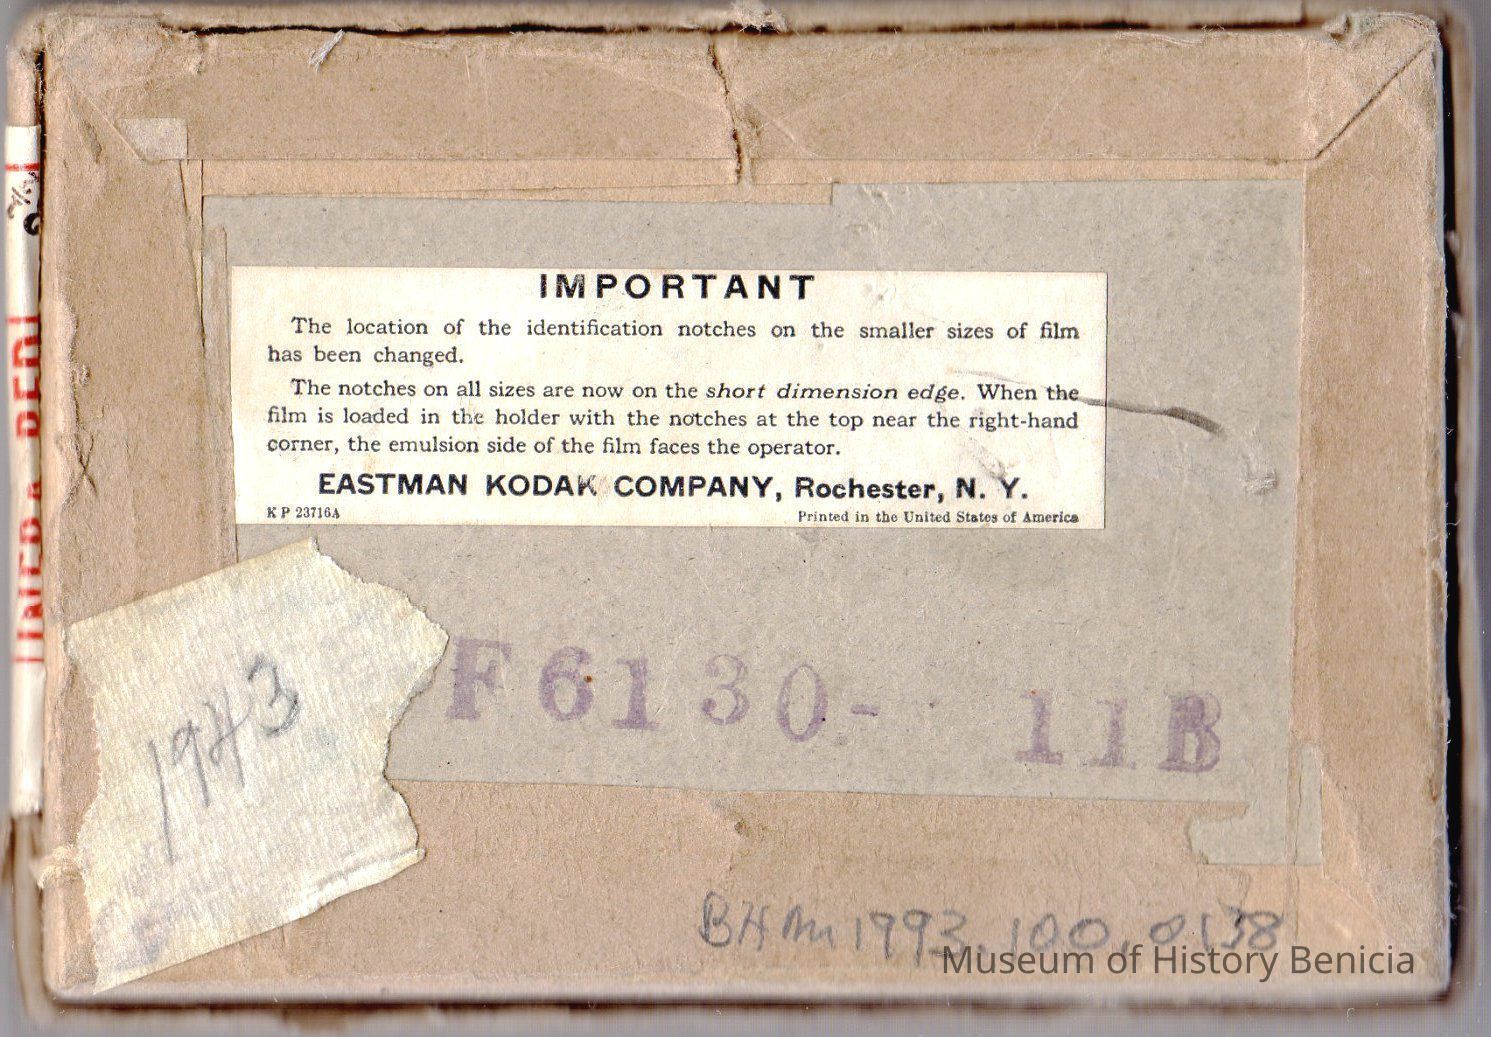 IMPORTANT
The location of the identification notches on the smaller sizes of film
has been changed.
The notches on all sizes are now on the short dimension edge. When the
film is loaded in the holder with the notches at the top near the right-hand
corner, the emulsion side of the film faces the operator.
EASTMAN KODAK COMPANY, Rochester, N. Y.
K P 23716A
Printed in the United States of America
F6130- 11B
1943
BHM 1993.100.0138
Museum of History Benicia